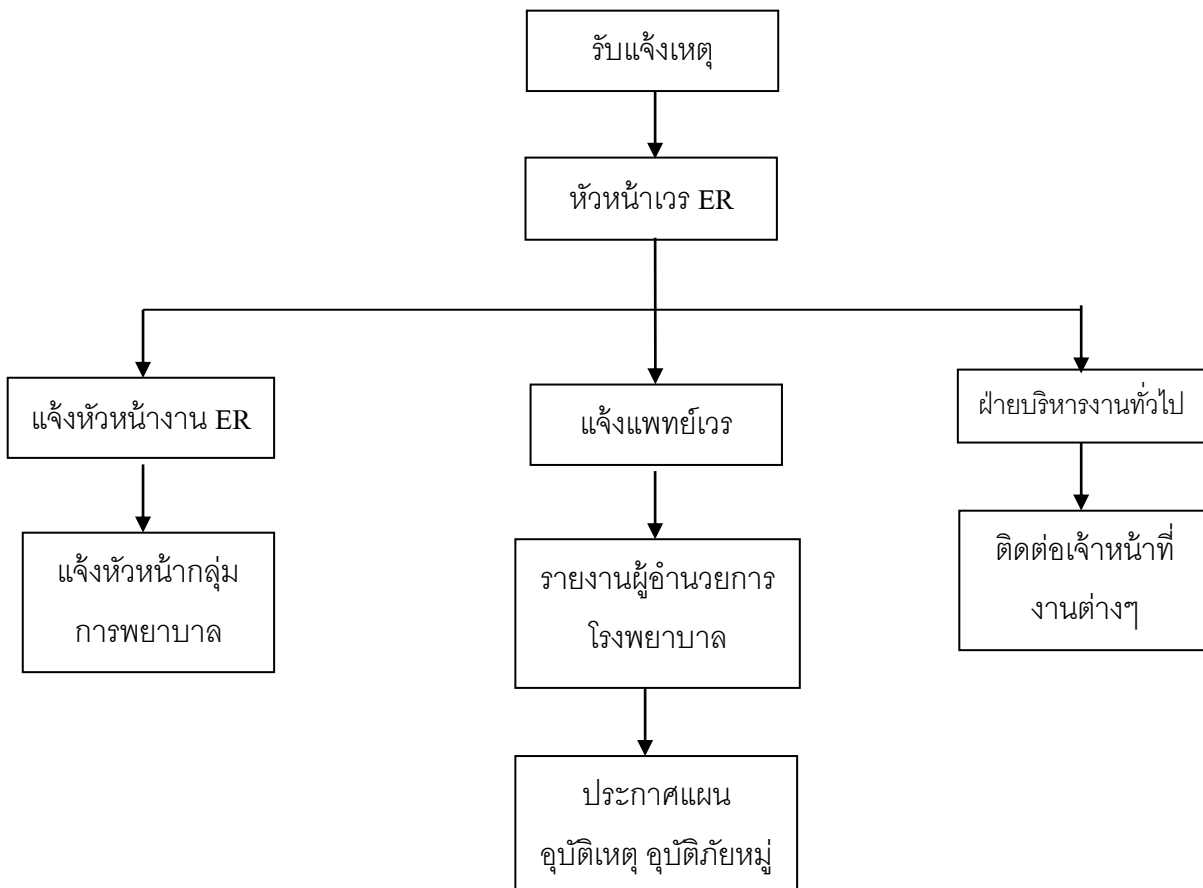 รับแจ้งเหตุ
หัวหน้าเวร ER
แจ้งหัวหน้างาน ER
แจ้งแพทย์เวร
ฝ่ายบริหารงานทั่วไป
แจ้งหัวหน้ากลุ่ม
การพยาบาล
รายงานผู้อำนวยการ
โรงพยาบาล
ติดต่อเจ้าหน้าที่
งานต่างๆ
ประกาศแผน
อุบัติเหตุ อุบัติภัยหมู่